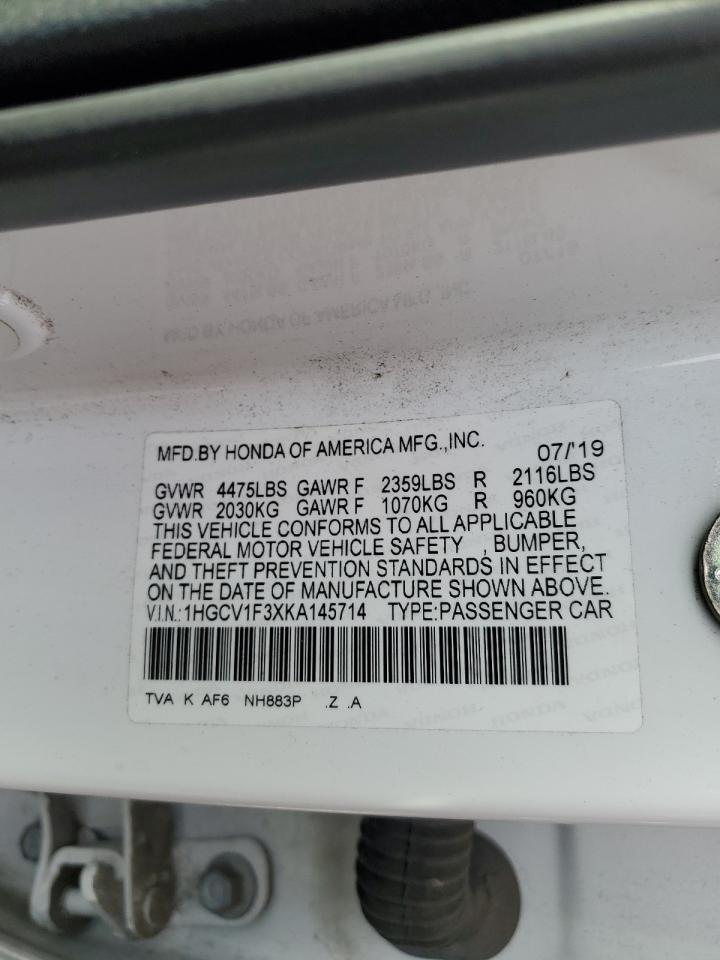 MFD.BY HONDA OF AMERICA MFG.,INC. 07/'19
GVWR 4475LBS GAWR F 2359LBS R 2116LBS
GVWR 2030KG GAWR F 1070KG R 960KG
THIS VEHICLE CONFORMS TO ALL APPLICABLE
FEDERAL MOTOR VEHICLE SAFETY , BUMPER,
AND THEFT PREVENTION STANDARDS IN EFFECT
ON THE DATE OF MANUFACTURE SHOWN ABOVE.
V.I.N.:1HGCV1F3XKA145714 TYPE:PASSENGER CAR
TVA K AF6 NH883P .Z .A